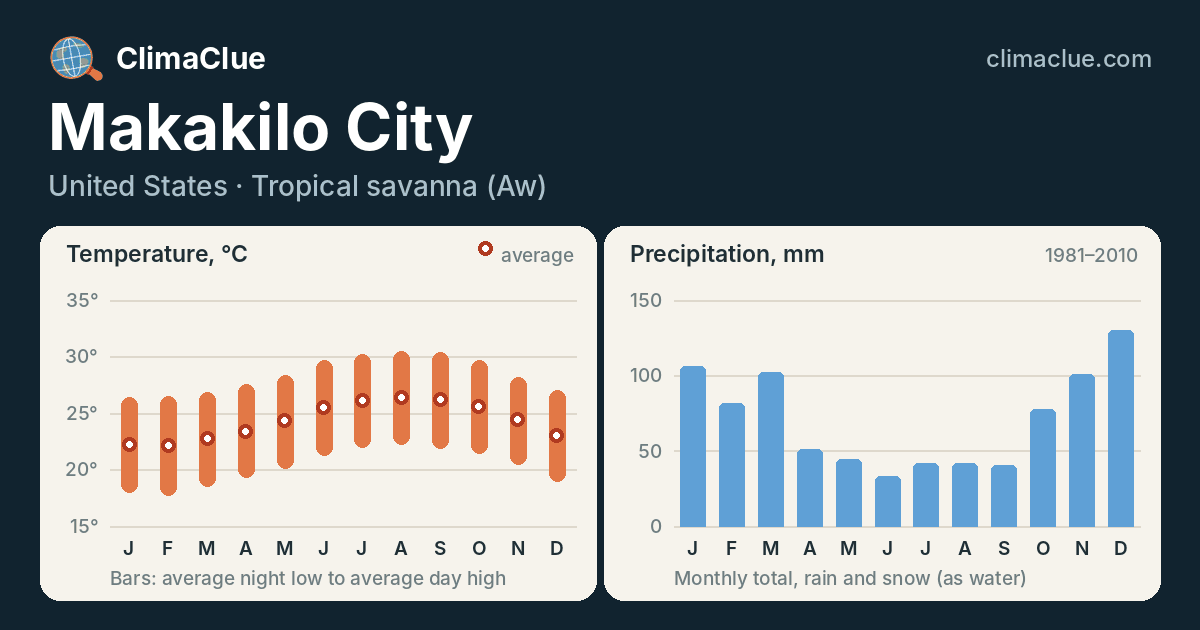 ClimaClue
climaclue.com
Makakilo City
United States · Tropical savanna (Aw)
Temperature, °C
average
35°
30°
25°
20°
15°
J F M A M J J A S O N D
Bars: average night low to average day high
Precipitation, mm
1981–2010
150
100
50
0
J F M A M J J A S O N D
Monthly total, rain and snow (as water)